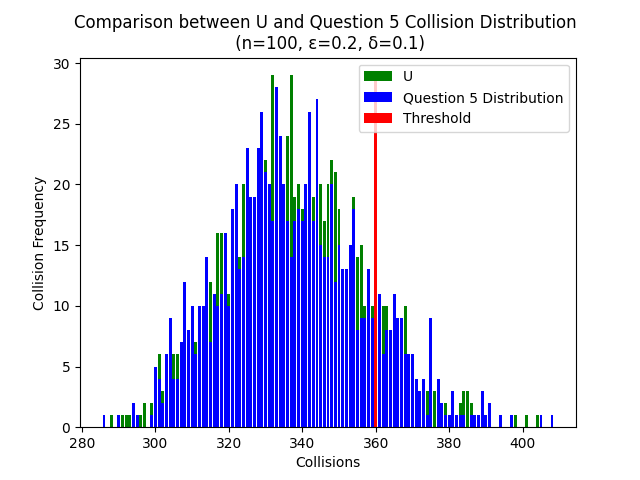 Comparison between U and Question 5 Collision Distribution
(n=100, ε=0.2, δ=0.1)
U
Question 5 Distribution
Threshold
30
25
20
15
10
5
0
Collision Frequency
280 300 320 340 360 380 400
Collisions